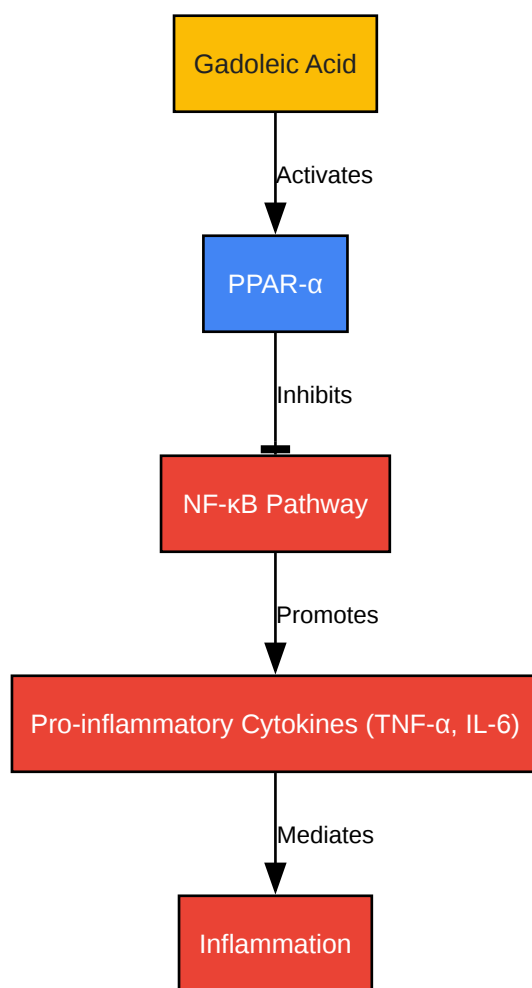 Gadoleic Acid
Activates
PPAR-α
Inhibits
NF-κB Pathway
Promotes
Pro-inflammatory Cytokines (TNF-α, IL-6)
Mediates
Inflammation